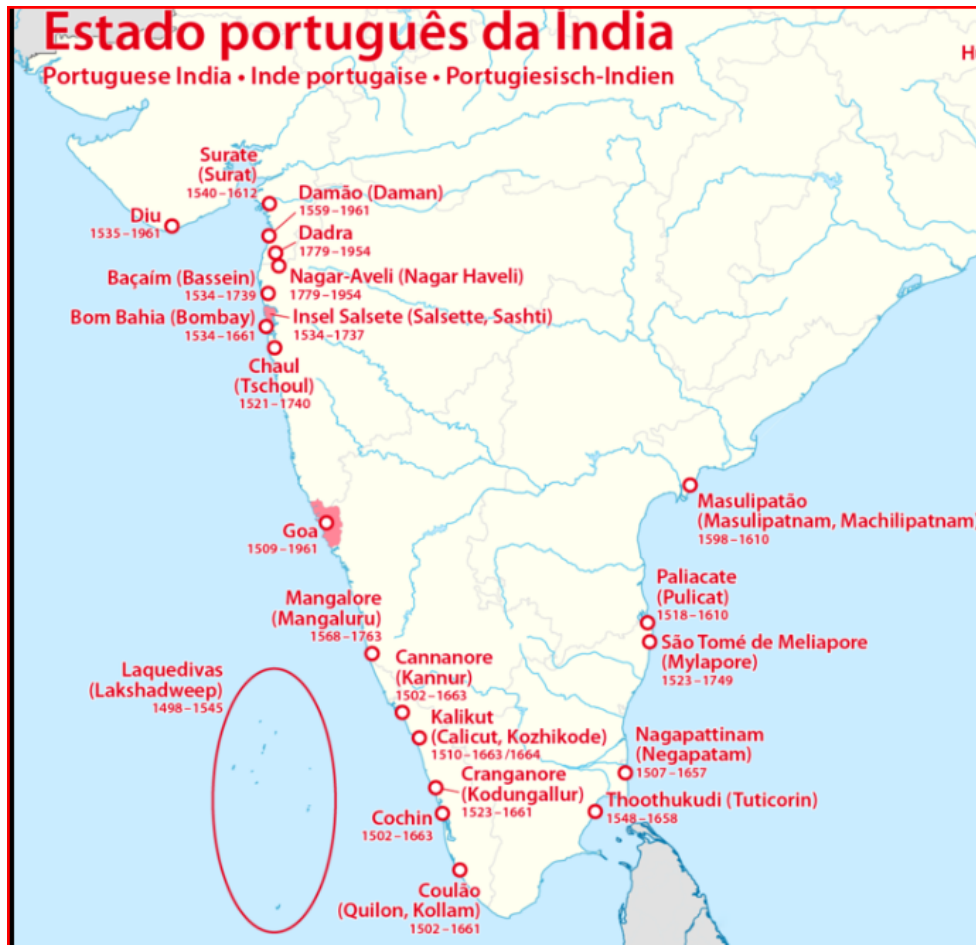 Estado português da India
Portuguese India • Inde portugaise • Portugiesisch-Indien
Surate
(Surat)
1540–1612
Damão (Daman)
1559–1961
Diu
1535–1961
Dadra
1779–1954
Nagar-Aveli (Nagar Haveli)
1779–1954
Baçaím (Bassein)
1534–1739
Bom Bahia (Bombay)
1534–1661
Insel Salsete (Salsette, Sashti)
1534–1737
Chaul
(Tschoul)
1521–1740
Masulipatão
(Masulipatnam, Machilipatnam)
1598–1610
Goa
1509–1961
Paliacate
(Pulicat)
1518–1610
Mangalore
(Mangaluru)
1568–1763
São Tomé de Meliapore
(Mylapore)
1523–1749
Laquedivas
(Lakshadweep)
1498–1545
Cannanore
(Kannur)
1502–1663
Kalikut
(Calicut, Kozhikode)
1510–1663/1664
Nagapattinam
(Negapatam)
1507–1657
Cranganore
(Kodungallur)
1523–1661
Thoothukudi (Tuticorin)
1548–1658
Cochin
1502–1663
Coulão
(Quilon, Kollam)
1502–1661